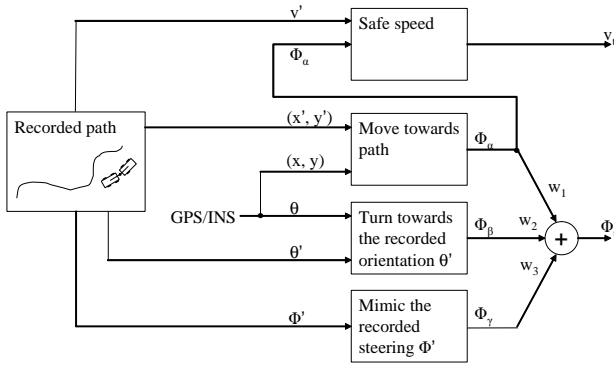 v'
Safe speed
v
Φα
Recorded path
(x', y')
Move towards
path
Φα
(x, y)
w1
GPS/INS
θ
Turn towards
the recorded
orientation θ'
Φβ
w2
+
Φ
θ'
w3
Φ'
Mimic the
recorded
steering Φ'
Φγ